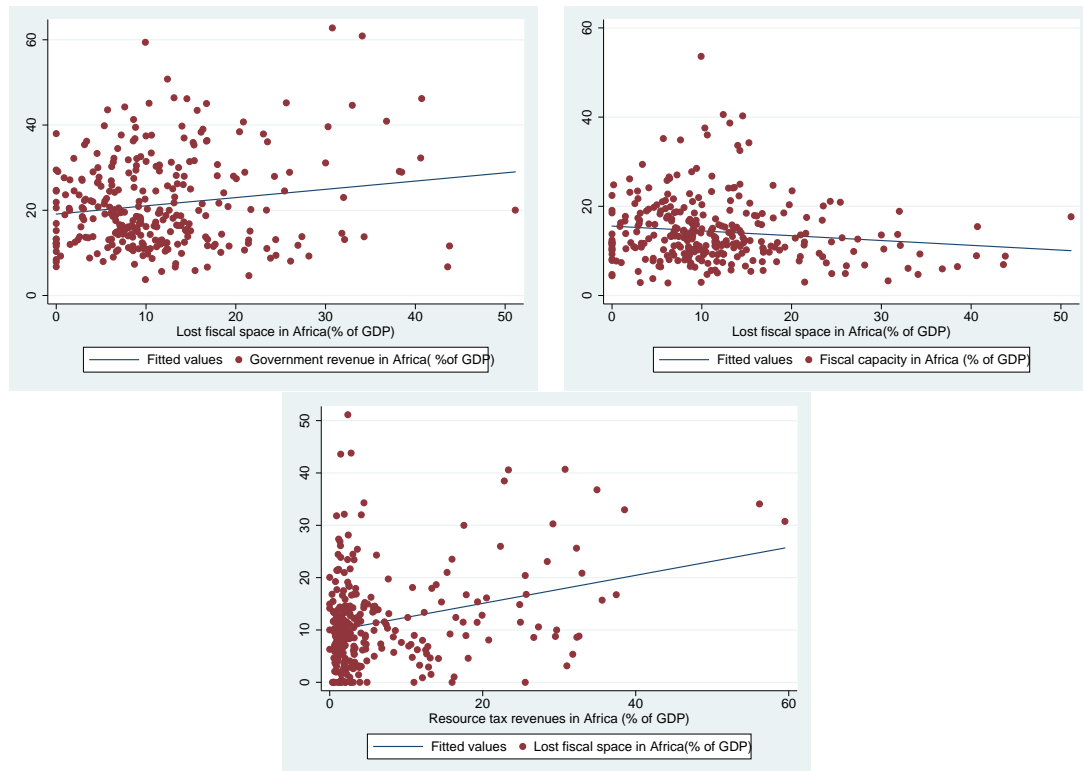 60
40
20
0
0 10 20 30 40 50
Lost fiscal space in Africa(% of GDP)
Fitted values Government revenue in Africa( %of GDP)
60
40
20
0
0 10 20 30 40 50
Lost fiscal space in Africa(% of GDP)
Fitted values Fiscal capacity in Africa (% of GDP)
50
40
30
20
10
0
0 20 40 60
Resource tax revenues in Africa (% of GDP)
Fitted values Lost fiscal space in Africa(% of GDP)